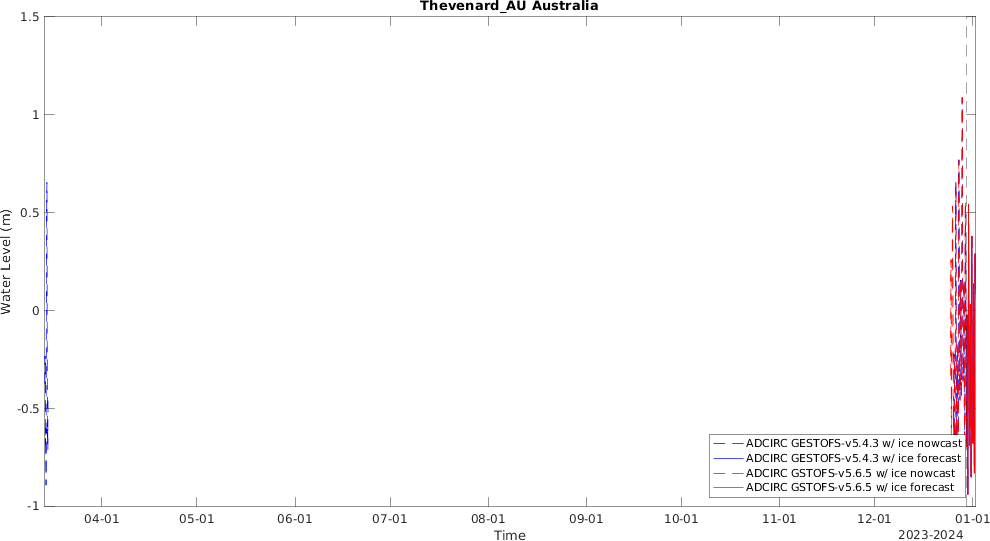 Thevenard_AU Australia
1.5
1
0.5
0
-0.5
-1
Water Level (m)
04-01
05-01
06-01
07-01
08-01
09-01
10-01
11-01
12-01
01-01
Time
2023-2024
ADCIRC GESTOFS-v5.4.3 w/ ice nowcast
ADCIRC GESTOFS-v5.4.3 w/ ice forecast
ADCIRC GSTOFS-v5.6.5 w/ ice nowcast
ADCIRC GSTOFS-v5.6.5 w/ ice forecast